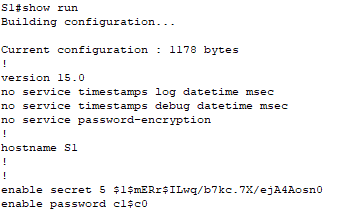 S1#show run
Building configuration...

Current configuration : 1178 bytes
!
version 15.0
no service timestamps log datetime msec
no service timestamps debug datetime msec
no service password-encryption
!
hostname S1
!
!
enable secret 5 $1$mERr$ILwq/b7kc.7X/ejA4Aosn0
enable password c1$c0